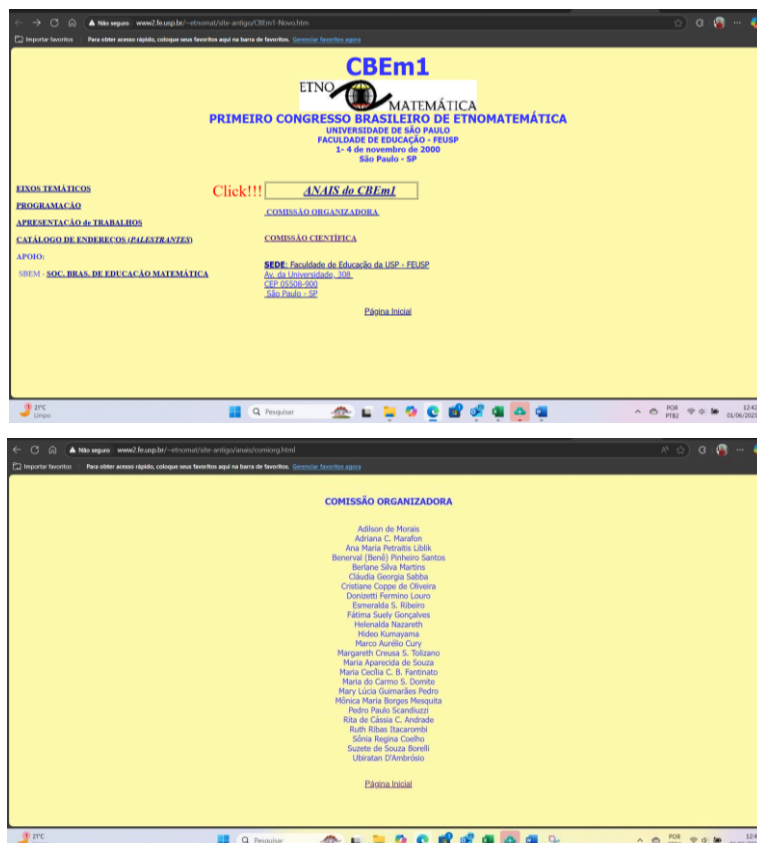 Não seguro www2.fe.usp.br/~etnomat/site-antigo/CBEm1-Novo.htm
Importar favoritos Para obter acesso rápido, coloque seus favoritos aqui na barra de favoritos. Gerenciar favoritos agora
CBEm1
ETNO
MATEMÁTICA
PRIMEIRO CONGRESSO BRASILEIRO DE ETNOMATEMÁTICA
UNIVERSIDADE DE SÃO PAULO
FACULDADE DE EDUCAÇÃO - FEUSP
1- 4 de novembro de 2000
São Paulo - SP
EIXOS TEMÁTICOS
PROGRAMAÇÃO
APRESENTAÇÃO de TRABALHOS
CATÁLOGO DE ENDEREÇOS (PALESTRANTES)
APOIO:
SBEM - SOC. BRAS. DE EDUCAÇÃO MATEMÁTICA
Click!!! ANAIS do CBEm1
COMISSÃO ORGANIZADORA
COMISSÃO CIENTÍFICA
SEDE: Faculdade de Educação da USP - FEUSP
Av. da Universidade, 308
CEP 05508-900
São Paulo - SP
Página Inicial
21°C
Limpo
Pesquisar
POR
PTB2
12:42
01/06/2025
Não seguro www2.fe.usp.br/~etnomat/site-antigo/anais/comiorg.html
Importar favoritos Para obter acesso rápido, coloque seus favoritos aqui na barra de favoritos. Gerenciar favoritos agora
COMISSÃO ORGANIZADORA
Adilson de Morais
Adriana C. Marafon
Ana Maria Petraitis Liblik
Benerval (Benê) Pinheiro Santos
Berlane Silva Martins
Cláudia Georgia Sabba
Cristiane Coppe de Oliveira
Donizetti Fermino Louro
Esmeralda S. Ribeiro
Fátima Suely Gonçalves
Helenalda Nazareth
Hideo Kumayama
Marco Aurélio Cury
Margareth Creusa S. Tolizano
Maria Aparecida de Souza
Maria Cecília C. B. Fantinato
Maria do Carmo S. Domite
Mary Lúcia Guimarães Pedro
Mônica Maria Borges Mesquita
Pedro Paulo Scandiuzzi
Rita de Cássia C. Andrade
Ruth Ribas Itacarombi
Sônia Regina Coelho
Suzete de Souza Borelli
Ubiratan D'Ambrósio
Página Inicial
21°C
Pesquisar
POR